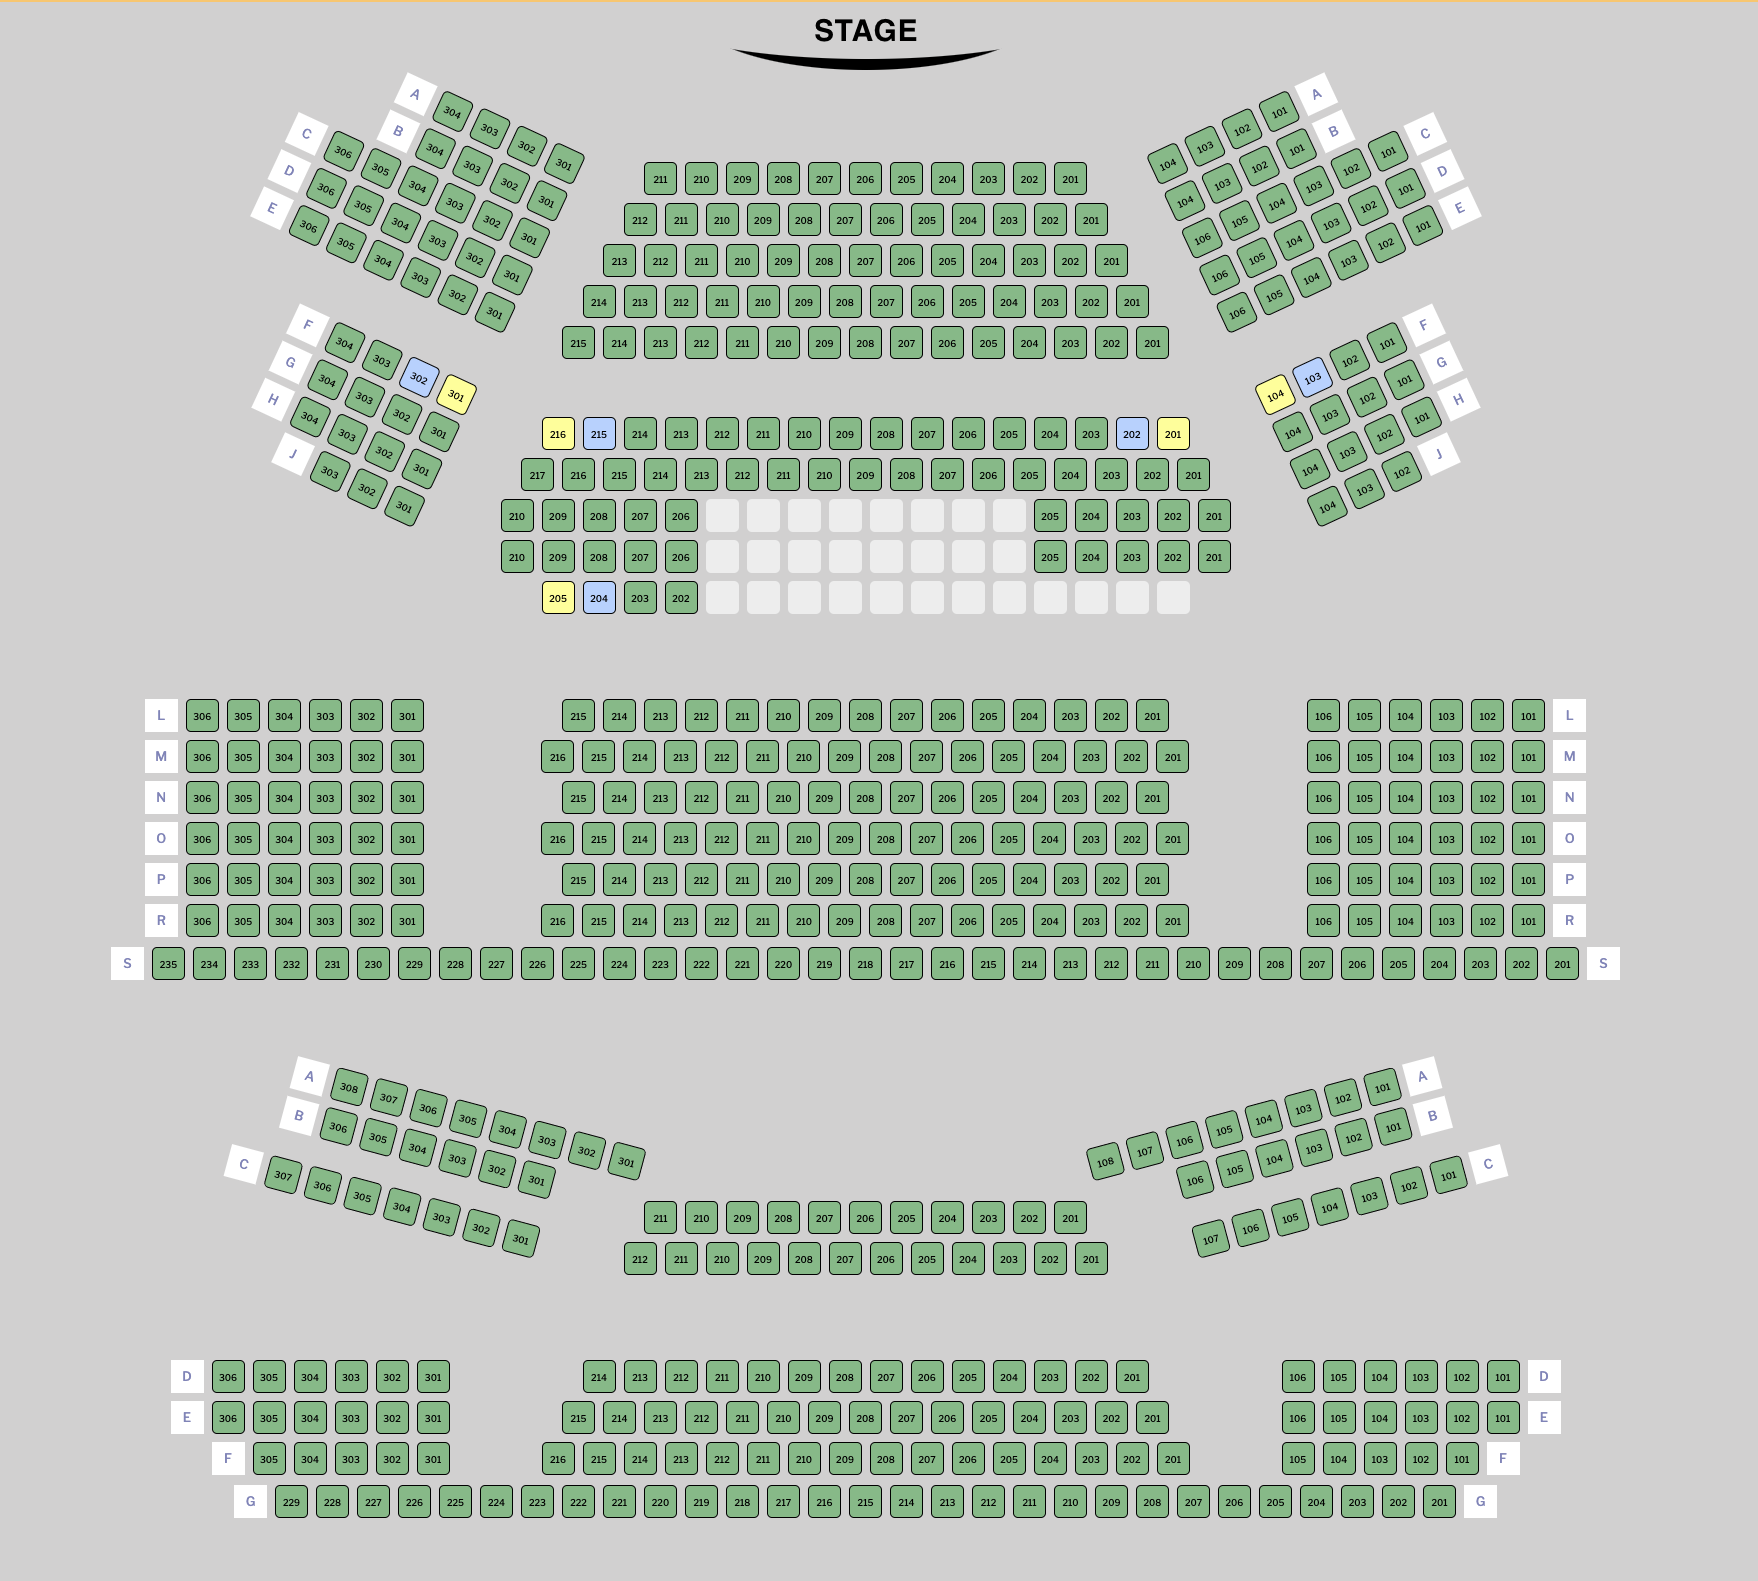 STAGE
A 304 303 302 301
B 304 303 302 301
C 306 305 304 303 302 301
D 306 305 304 303 302 301
E 306 305 304 303 302 301
211 210 209 208 207 206 205 204 203 202 201
212 211 210 209 208 207 206 205 204 203 202 201
213 212 211 210 209 208 207 206 205 204 203 202 201
214 213 212 211 210 209 208 207 206 205 204 203 202 201
215 214 213 212 211 210 209 208 207 206 205 204 203 202 201
104 103 102 101 A
104 103 102 101 B
106 105 104 103 102 101 C
106 105 104 103 102 101 D
106 105 104 103 102 101 E
F 304 303 302 301
G 304 303 302 301
H 304 303 302 301
J 303 302 301
216 215 214 213 212 211 210 209 208 207 206 205 204 203 202 201
217 216 215 214 213 212 211 210 209 208 207 206 205 204 203 202 201
210 209 208 207 206 205 204 203 202 201
210 209 208 207 206 205 204 203 202 201
205 204 203 202
104 103 102 101 F
104 103 102 101 G
104 103 102 101 H
104 103 102 J
L 306 305 304 303 302 301 215 214 213 212 211 210 209 208 207 206 205 204 203 202 201 106 105 104 103 102 101 L
M 306 305 304 303 302 301 216 215 214 213 212 211 210 209 208 207 206 205 204 203 202 201 106 105 104 103 102 101 M
N 306 305 304 303 302 301 215 214 213 212 211 210 209 208 207 206 205 204 203 202 201 106 105 104 103 102 101 N
O 306 305 304 303 302 301 216 215 214 213 212 211 210 209 208 207 206 205 204 203 202 201 106 105 104 103 102 101 O
P 306 305 304 303 302 301 215 214 213 212 211 210 209 208 207 206 205 204 203 202 201 106 105 104 103 102 101 P
R 306 305 304 303 302 301 216 215 214 213 212 211 210 209 208 207 206 205 204 203 202 201 106 105 104 103 102 101 R
S 235 234 233 232 231 230 229 228 227 226 225 224 223 222 221 220 219 218 217 216 215 214 213 212 211 210 209 208 207 206 205 204 203 202 201 S
A 308 307 306 305 304 303 302 301
B 306 305 304 303 302 301
C 307 306 305 304 303 302 301
108 107 106 105 104 103 102 101 A
106 105 104 103 102 101 B
107 106 105 104 103 102 101 C
211 210 209 208 207 206 205 204 203 202 201
212 211 210 209 208 207 206 205 204 203 202 201
D 306 305 304 303 302 301 214 213 212 211 210 209 208 207 206 205 204 203 202 201 106 105 104 103 102 101 D
E 306 305 304 303 302 301 215 214 213 212 211 210 209 208 207 206 205 204 203 202 201 106 105 104 103 102 101 E
F 305 304 303 302 301 216 215 214 213 212 211 210 209 208 207 206 205 204 203 202 201 105 104 103 102 101 F
G 229 228 227 226 225 224 223 222 221 220 219 218 217 216 215 214 213 212 211 210 209 208 207 206 205 204 203 202 201 G